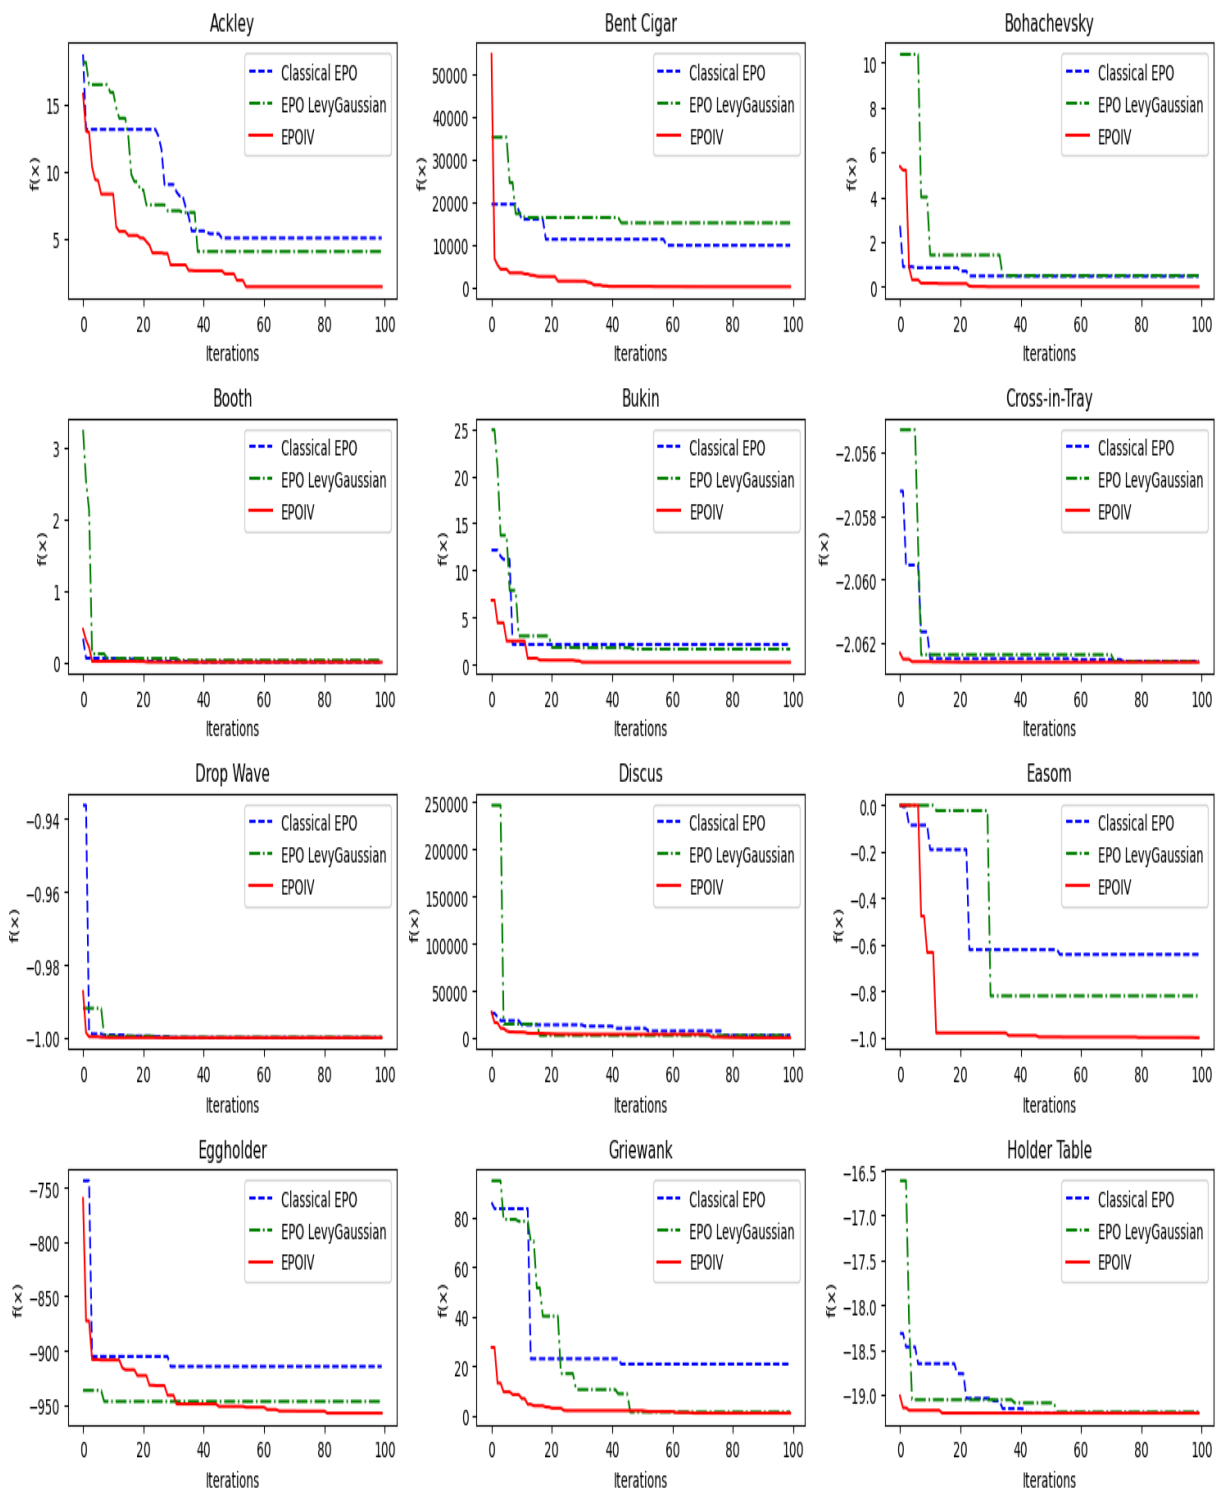 Ackley
Classical EPO
EPO LevyGaussian
EPOIV
f(x)
15
10
5
0 20 40 60 80 100
Iterations
Bent Cigar
Classical EPO
EPO LevyGaussian
EPOIV
f(x)
50000
40000
30000
20000
10000
0
0 20 40 60 80 100
Iterations
Bohachevsky
Classical EPO
EPO LevyGaussian
EPOIV
f(x)
10
8
6
4
2
0
0 20 40 60 80 100
Iterations
Booth
Classical EPO
EPO LevyGaussian
EPOIV
f(x)
3
2
1
0
0 20 40 60 80 100
Iterations
Bukin
Classical EPO
EPO LevyGaussian
EPOIV
f(x)
25
20
15
10
5
0
0 20 40 60 80 100
Iterations
Cross-in-Tray
Classical EPO
EPO LevyGaussian
EPOIV
f(x)
−2.056
−2.058
−2.060
−2.062
0 20 40 60 80 100
Iterations
Drop Wave
Classical EPO
EPO LevyGaussian
EPOIV
f(x)
−0.94
−0.96
−0.98
−1.00
0 20 40 60 80 100
Iterations
Discus
Classical EPO
EPO LevyGaussian
EPOIV
f(x)
250000
200000
150000
100000
50000
0
0 20 40 60 80 100
Iterations
Easom
Classical EPO
EPO LevyGaussian
EPOIV
f(x)
0.0
−0.2
−0.4
−0.6
−0.8
−1.0
0 20 40 60 80 100
Iterations
Eggholder
Classical EPO
EPO LevyGaussian
EPOIV
f(x)
−750
−800
−850
−900
−950
0 20 40 60 80 100
Iterations
Griewank
Classical EPO
EPO LevyGaussian
EPOIV
f(x)
80
60
40
20
0
0 20 40 60 80 100
Iterations
Holder Table
Classical EPO
EPO LevyGaussian
EPOIV
f(x)
−16.5
−17.0
−17.5
−18.0
−18.5
−19.0
0 20 40 60 80 100
Iterations